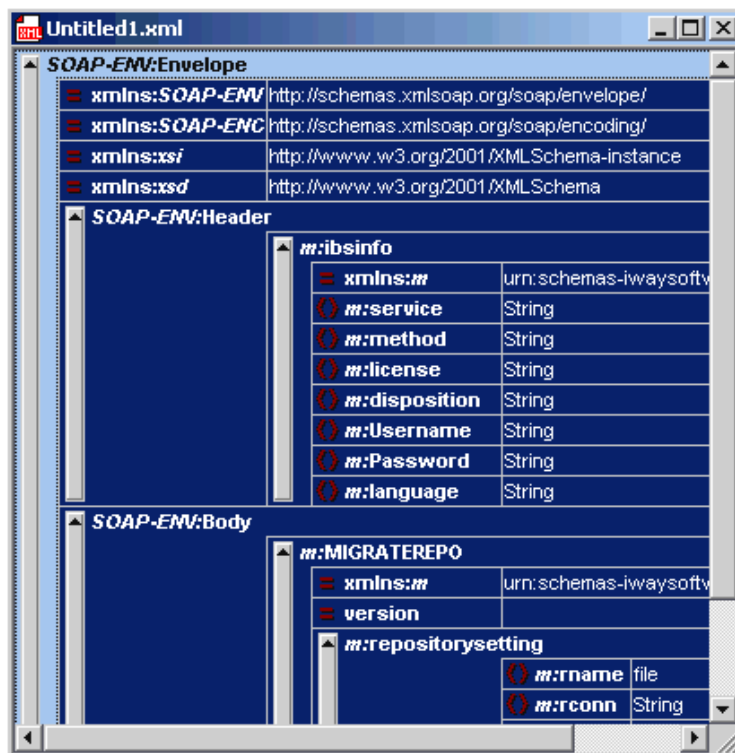 Untitled1.xml
SOAP-ENV:Envelope
= xmlns:SOAP-ENV http://schemas.xmlsoap.org/soap/envelope/
= xmlns:SOAP-ENC http://schemas.xmlsoap.org/soap/encoding/
= xmlns:xsi http://www.w3.org/2001/XMLSchema-instance
= xmlns:xsd http://www.w3.org/2001/XMLSchema
SOAP-ENV:Header
m:ibsinfo
= xmlns:m urn:schemas-iwaysoftw
() m:service String
() m:method String
() m:license String
() m:disposition String
() m:Username String
() m:Password String
() m:language String
SOAP-ENV:Body
m:MIGRATEREPO
= xmlns:m urn:schemas-iwaysoftw
= version
m:repositorysetting
() m:rname file
() m:rconn String